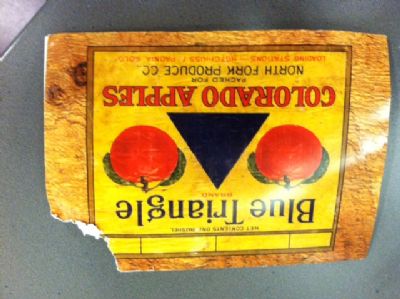 NET CONTENTS ONE BUSHEL
Blue Triangle
BRAND
COLORADO APPLES
PACKED FOR
NORTH FORK PRODUCE CO.
LOADING STATIONS - HOTCHKISS / PAONIA, COLO.